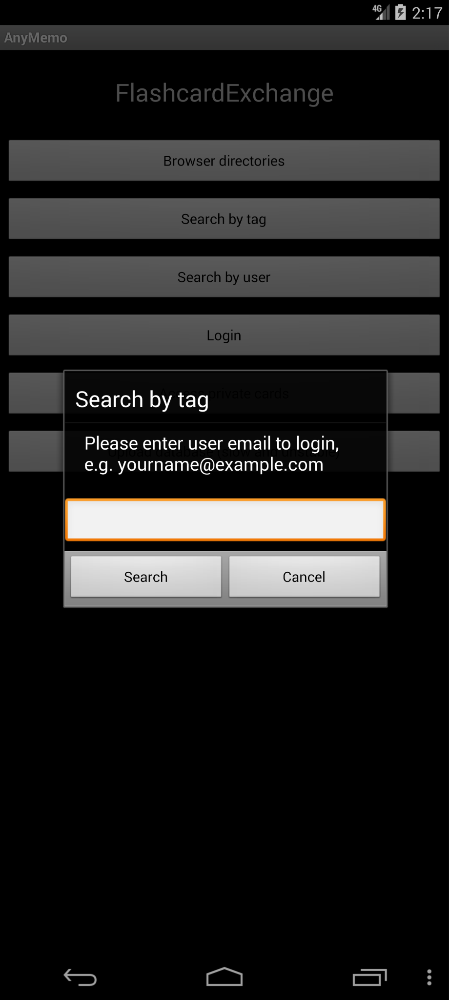 4G 2:17
AnyMemo
FlashcardExchange
Browser directories
Search by tag
Search by user
Login
Access private cards
Upload database (slow and unstable)
Search by tag
Please enter user email to login,
e.g. yourname@example.com
Search Cancel